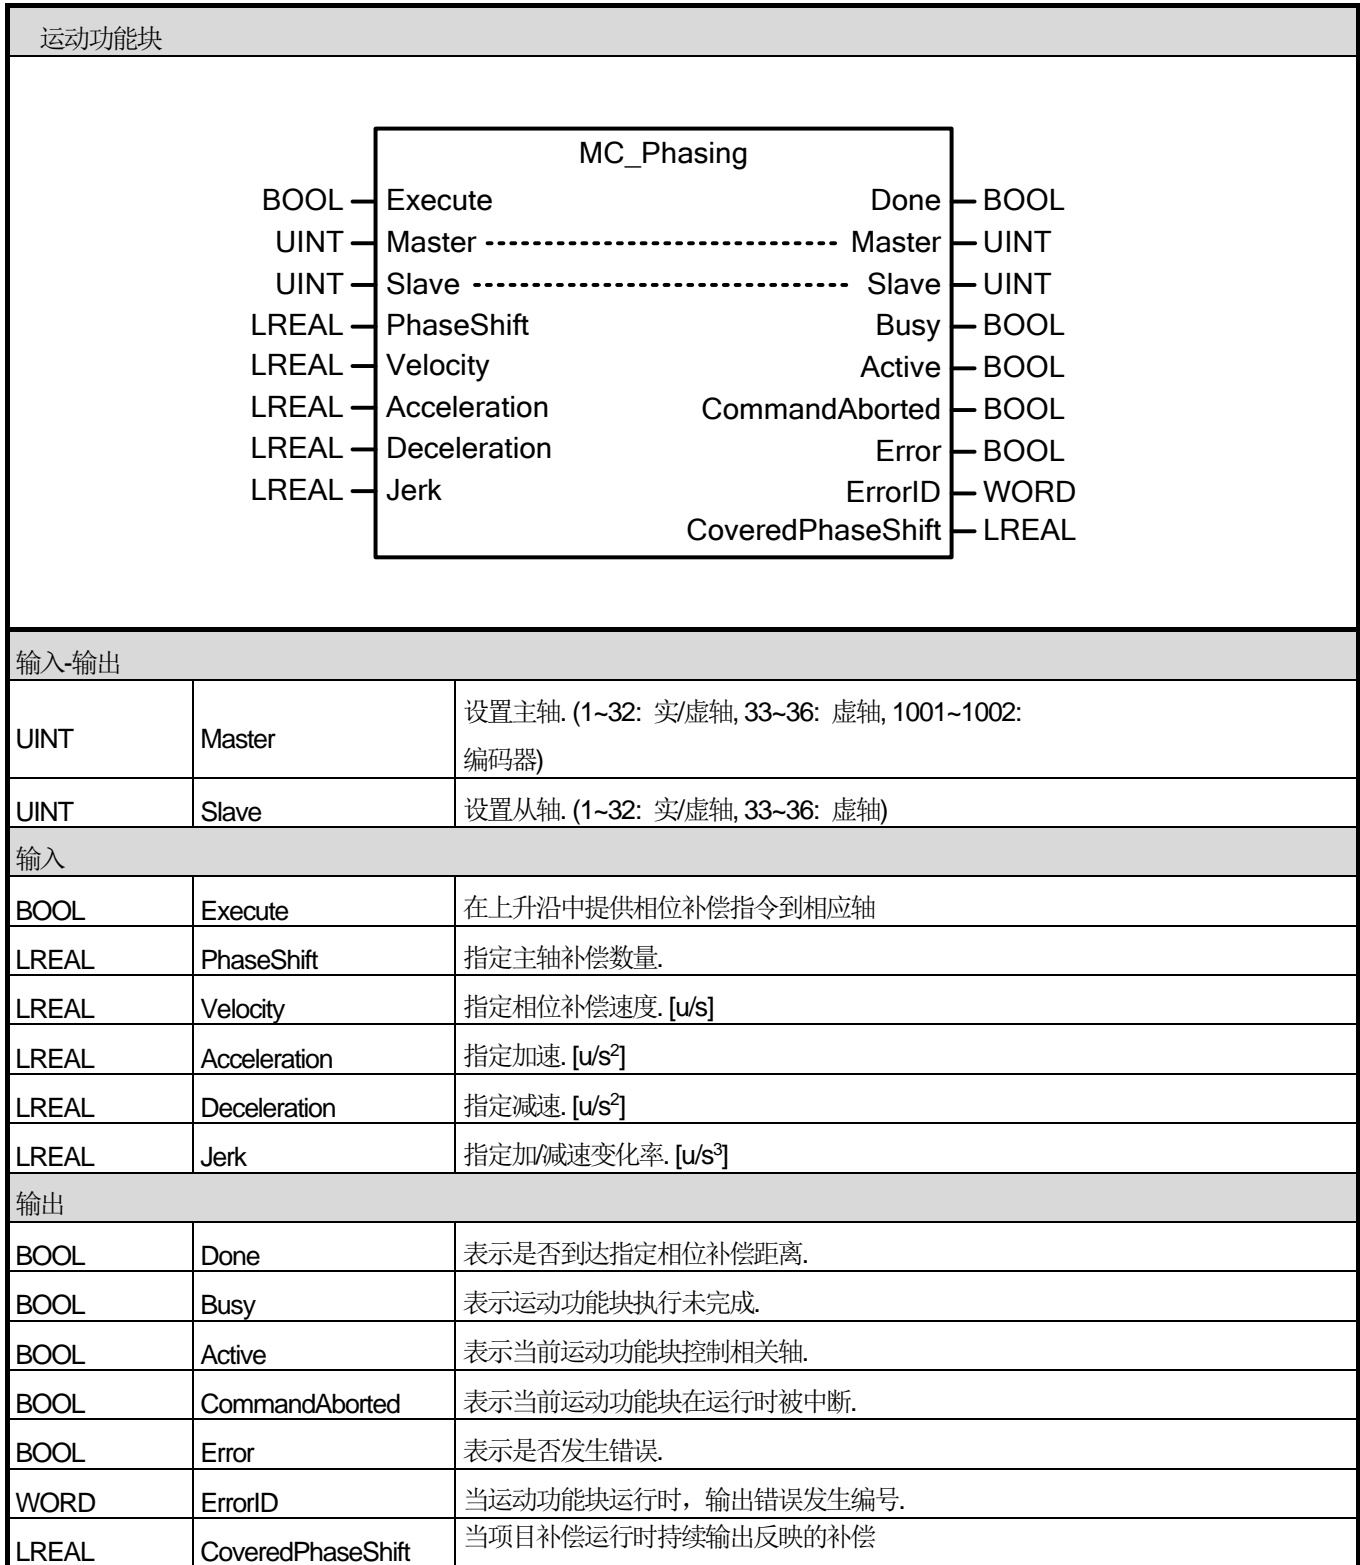 运动功能块
MC_Phasing
BOOL Execute Done BOOL
UINT Master Master UINT
UINT Slave Slave UINT
LREAL PhaseShift Busy BOOL
LREAL Velocity Active BOOL
LREAL Acceleration CommandAborted BOOL
LREAL Deceleration Error BOOL
LREAL Jerk ErrorID WORD
CoveredPhaseShift LREAL
输入-输出
UINT Master 设置主轴. (1~32: 实/虚轴, 33~36: 虚轴, 1001~1002:
编码器)
UINT Slave 设置从轴. (1~32: 实/虚轴, 33~36: 虚轴)
输入
BOOL Execute 在上升沿中提供相位补偿指令到相应轴
LREAL PhaseShift 指定主轴补偿数量.
LREAL Velocity 指定相位补偿速度. [u/s]
LREAL Acceleration 指定加速. [u/s²]
LREAL Deceleration 指定减速. [u/s²]
LREAL Jerk 指定加/减速变化率. [u/s³]
输出
BOOL Done 表示是否到达指定相位补偿距离.
BOOL Busy 表示运动功能块执行未完成.
BOOL Active 表示当前运动功能块控制相关轴.
BOOL CommandAborted 表示当前运动功能块在运行时被中断.
BOOL Error 表示是否发生错误.
WORD ErrorID 当运动功能块运行时，输出错误发生编号.
LREAL CoveredPhaseShift 当项目补偿运行时持续输出反映的补偿